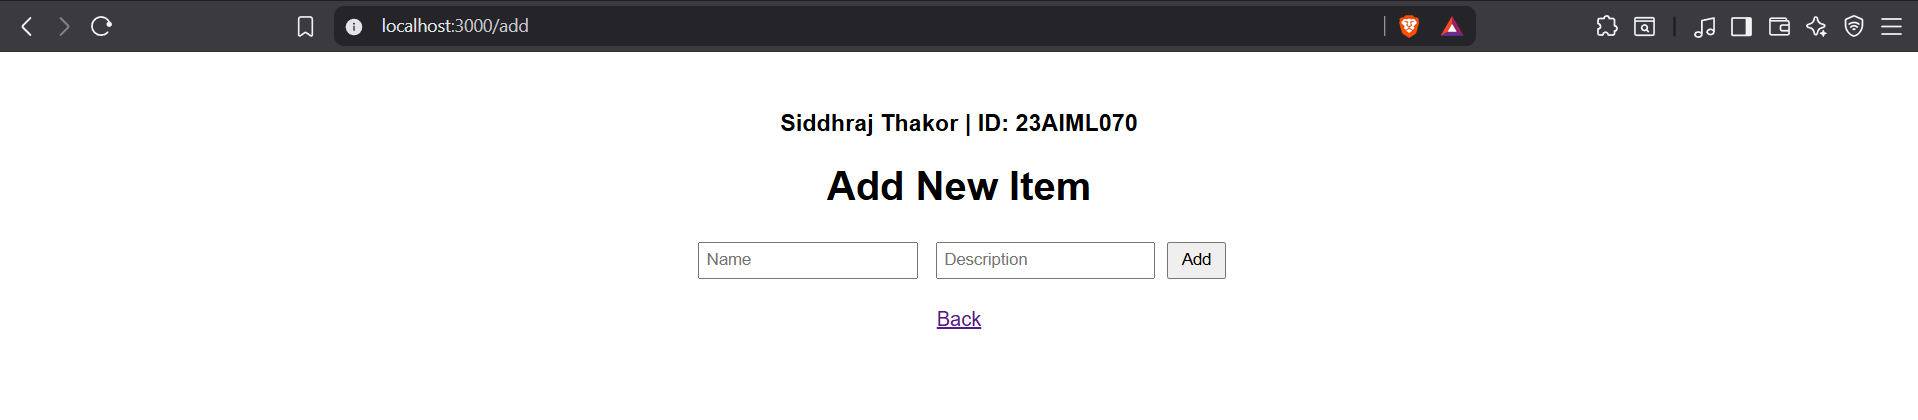 localhost:3000/add
Siddhraj Thakor | ID: 23AIML070
Add New Item
Name Description Add
Back